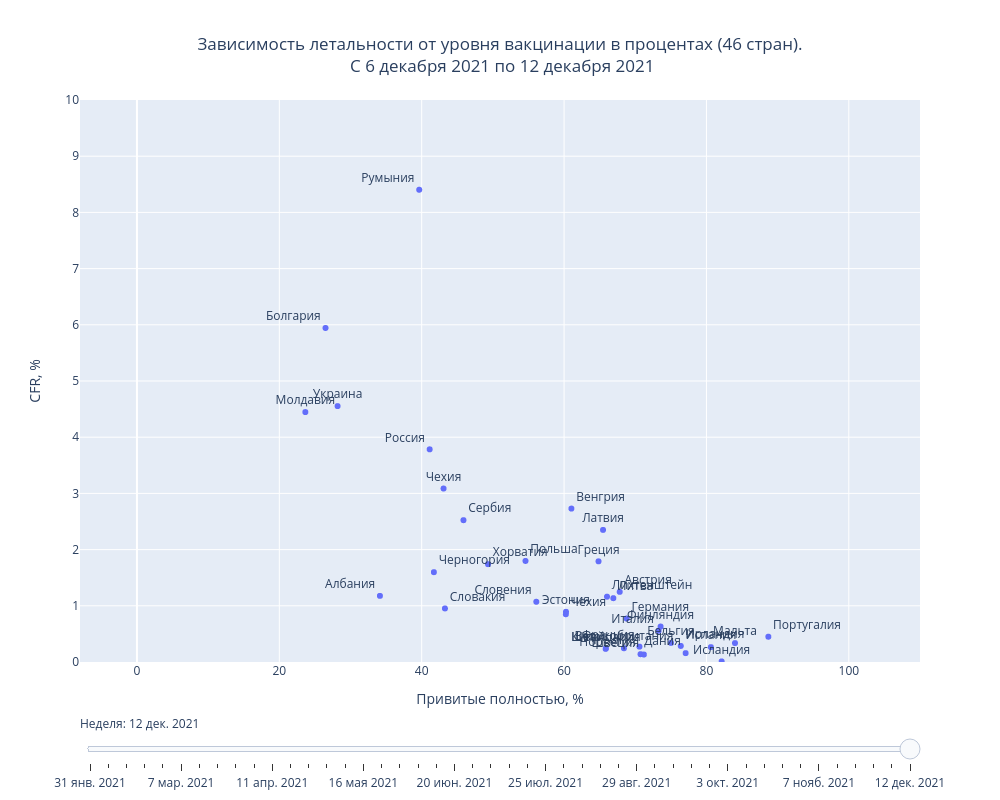 Зависимость летальности от уровня вакцинации в процентах (46 стран).
С 6 декабря 2021 по 12 декабря 2021
10
9
Румыния
8
7
Болгария
6
CFR, %
5
Украина
Молдавия
4
Россия
Чехия
3
Венгрия
Сербия
Латвия
2
Хорватия
Польша
Греция
Черногория
Албания
Австрия
Литва
Словения
Словакия
Эстония
Чехия
1
Германия
Финляндия
Италия
Португалия
Мальта
Бельгия
Дания
Исландия
0
0
20
40
60
80
100
Привитые полностью, %
Неделя: 12 дек. 2021
31 янв. 2021
7 мар. 2021
11 апр. 2021
16 мая 2021
20 июн. 2021
25 июл. 2021
29 авг. 2021
3 окт. 2021
7 нояб. 2021
12 дек. 2021